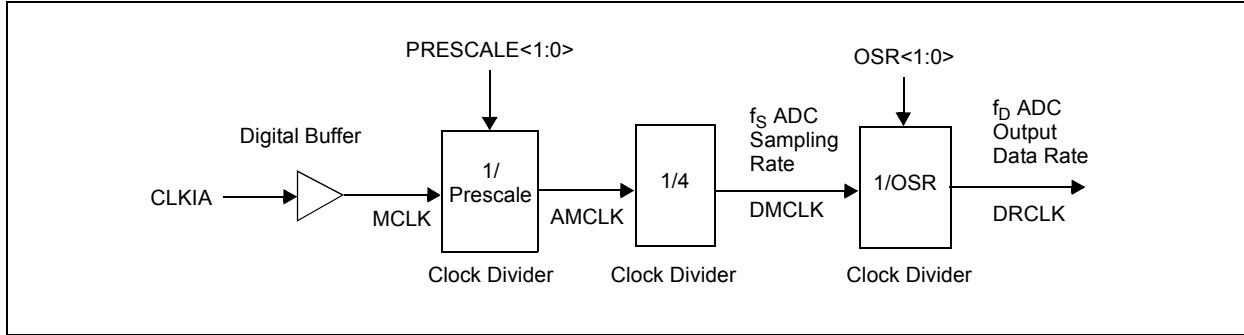 PRESCALE<1:0>
OSR<1:0>
Digital Buffer
f_S ADC
Sampling
Rate
f_D ADC
Output
Data Rate
CLKIA
MCLK
1/
Prescale
AMCLK
1/4
DMCLK
1/OSR
DRCLK
Clock Divider
Clock Divider
Clock Divider